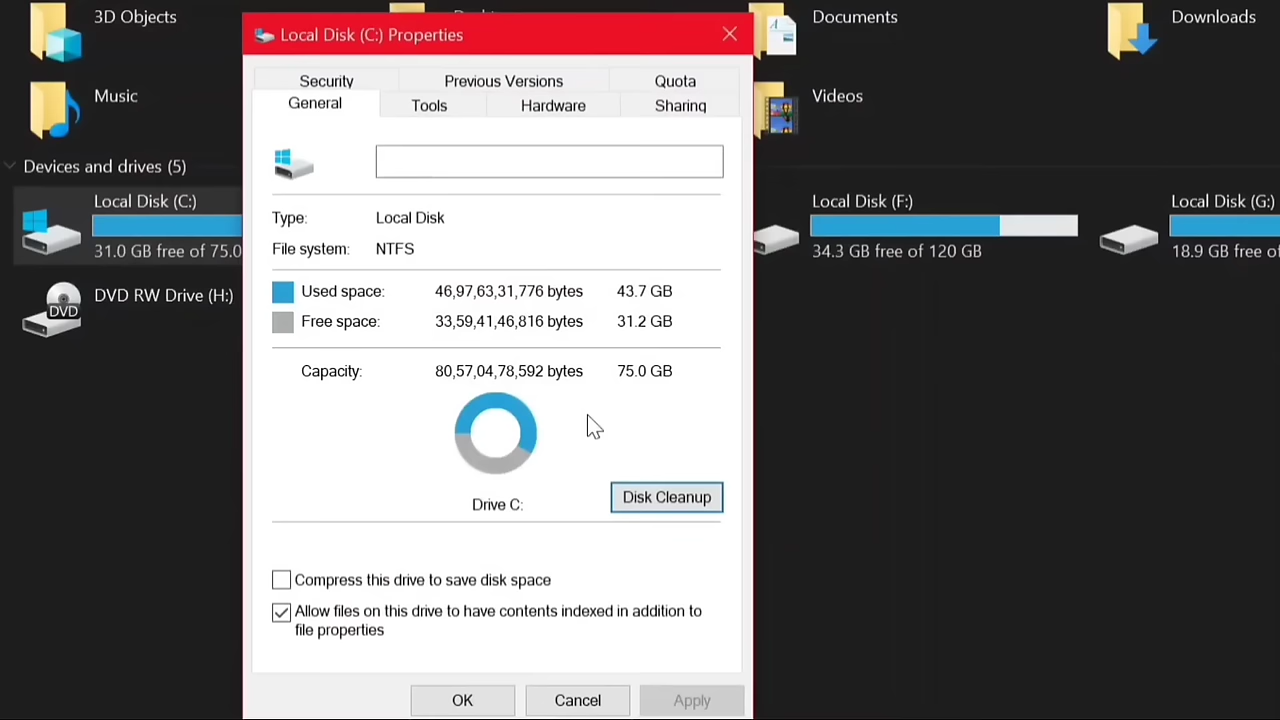 3D Objects
Documents
Downloads
Local Disk (C:) Properties
Music
Videos
Security
Previous Versions
Quota
General
Tools
Hardware
Sharing
Devices and drives (5)
Local Disk (C:)
31.0 GB free of 75.0
DVD RW Drive (H:)
DVD
Type:
Local Disk
File system:
NTFS
Used space:
46,97,63,31,776 bytes
43.7 GB
Free space:
33,59,41,46,816 bytes
31.2 GB
Capacity:
80,57,04,78,592 bytes
75.0 GB
Drive C:
Disk Cleanup
Compress this drive to save disk space
Allow files on this drive to have contents indexed in addition to
file properties
OK
Cancel
Apply
Local Disk (F:)
34.3 GB free of 120 GB
Local Disk (G:)
18.9 GB free of